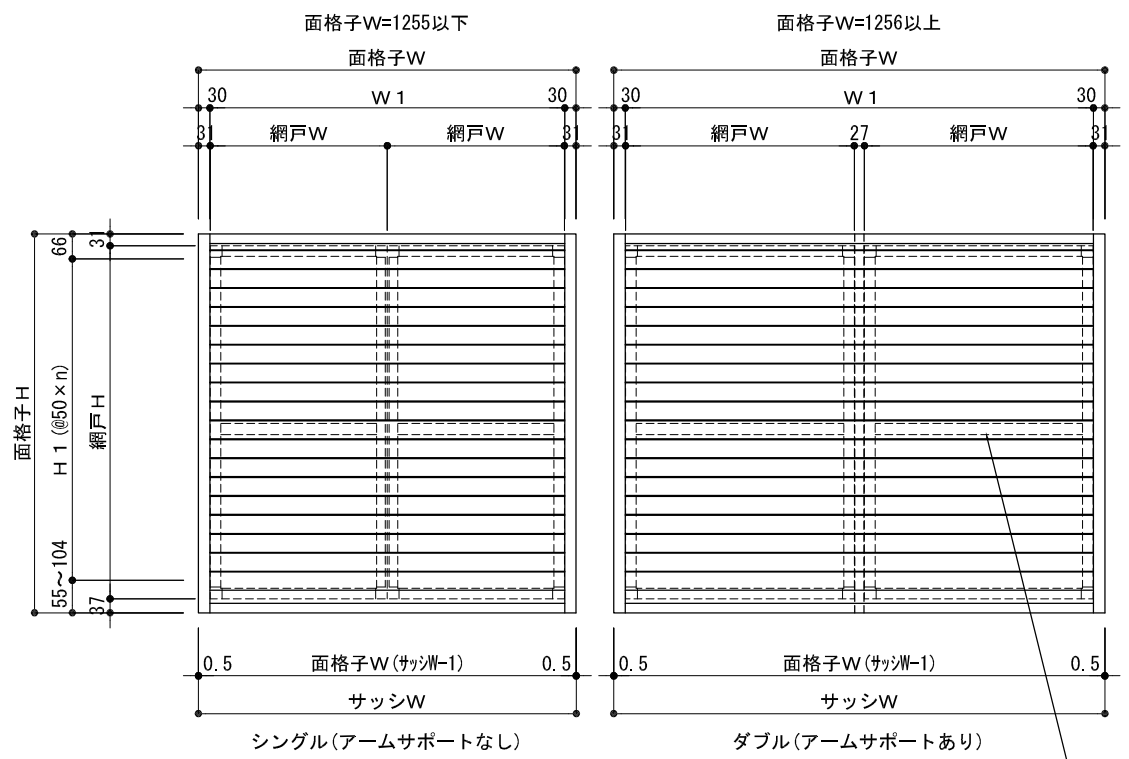 面格子W=1255以下
面格子W
30 W1 30
31 網戸W 網戸W 31
面格子W=1256以上
面格子W
30 W1 30
31 網戸W 27 網戸W 31
面格子H
66 H1(@50×n) 55～104
31 網戸H 37
0.5 面格子W(サッシW-1) 0.5
サッシW
シングル(アームサポートなし)
0.5 面格子W(サッシW-1) 0.5
サッシW
ダブル(アームサポートあり)